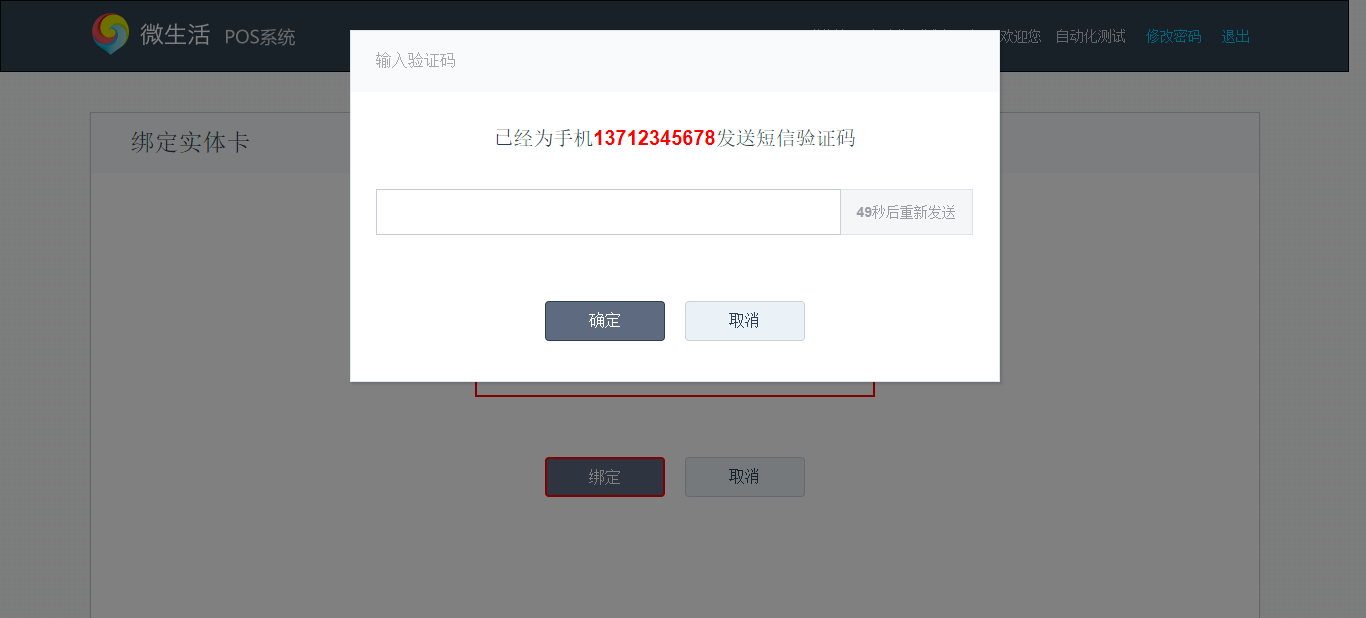 微生活 POS系统
欢迎您 自动化测试 修改密码 退出
输入验证码
绑定实体卡
已经为手机13712345678发送短信验证码
49秒后重新发送
确定 取消
绑定 取消